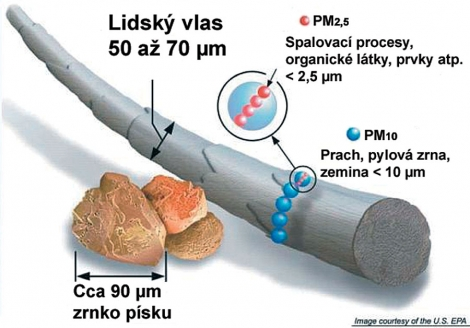 Lidský vlas
50 až 70 µm
PM2,5
Spalovací procesy,
organické látky, prvky atp.
< 2,5 µm
PM10
Prach, pylová zrna,
zemina < 10 µm
Cca 90 µm
zrnko písku
Image courtesy of the U.S. EPA